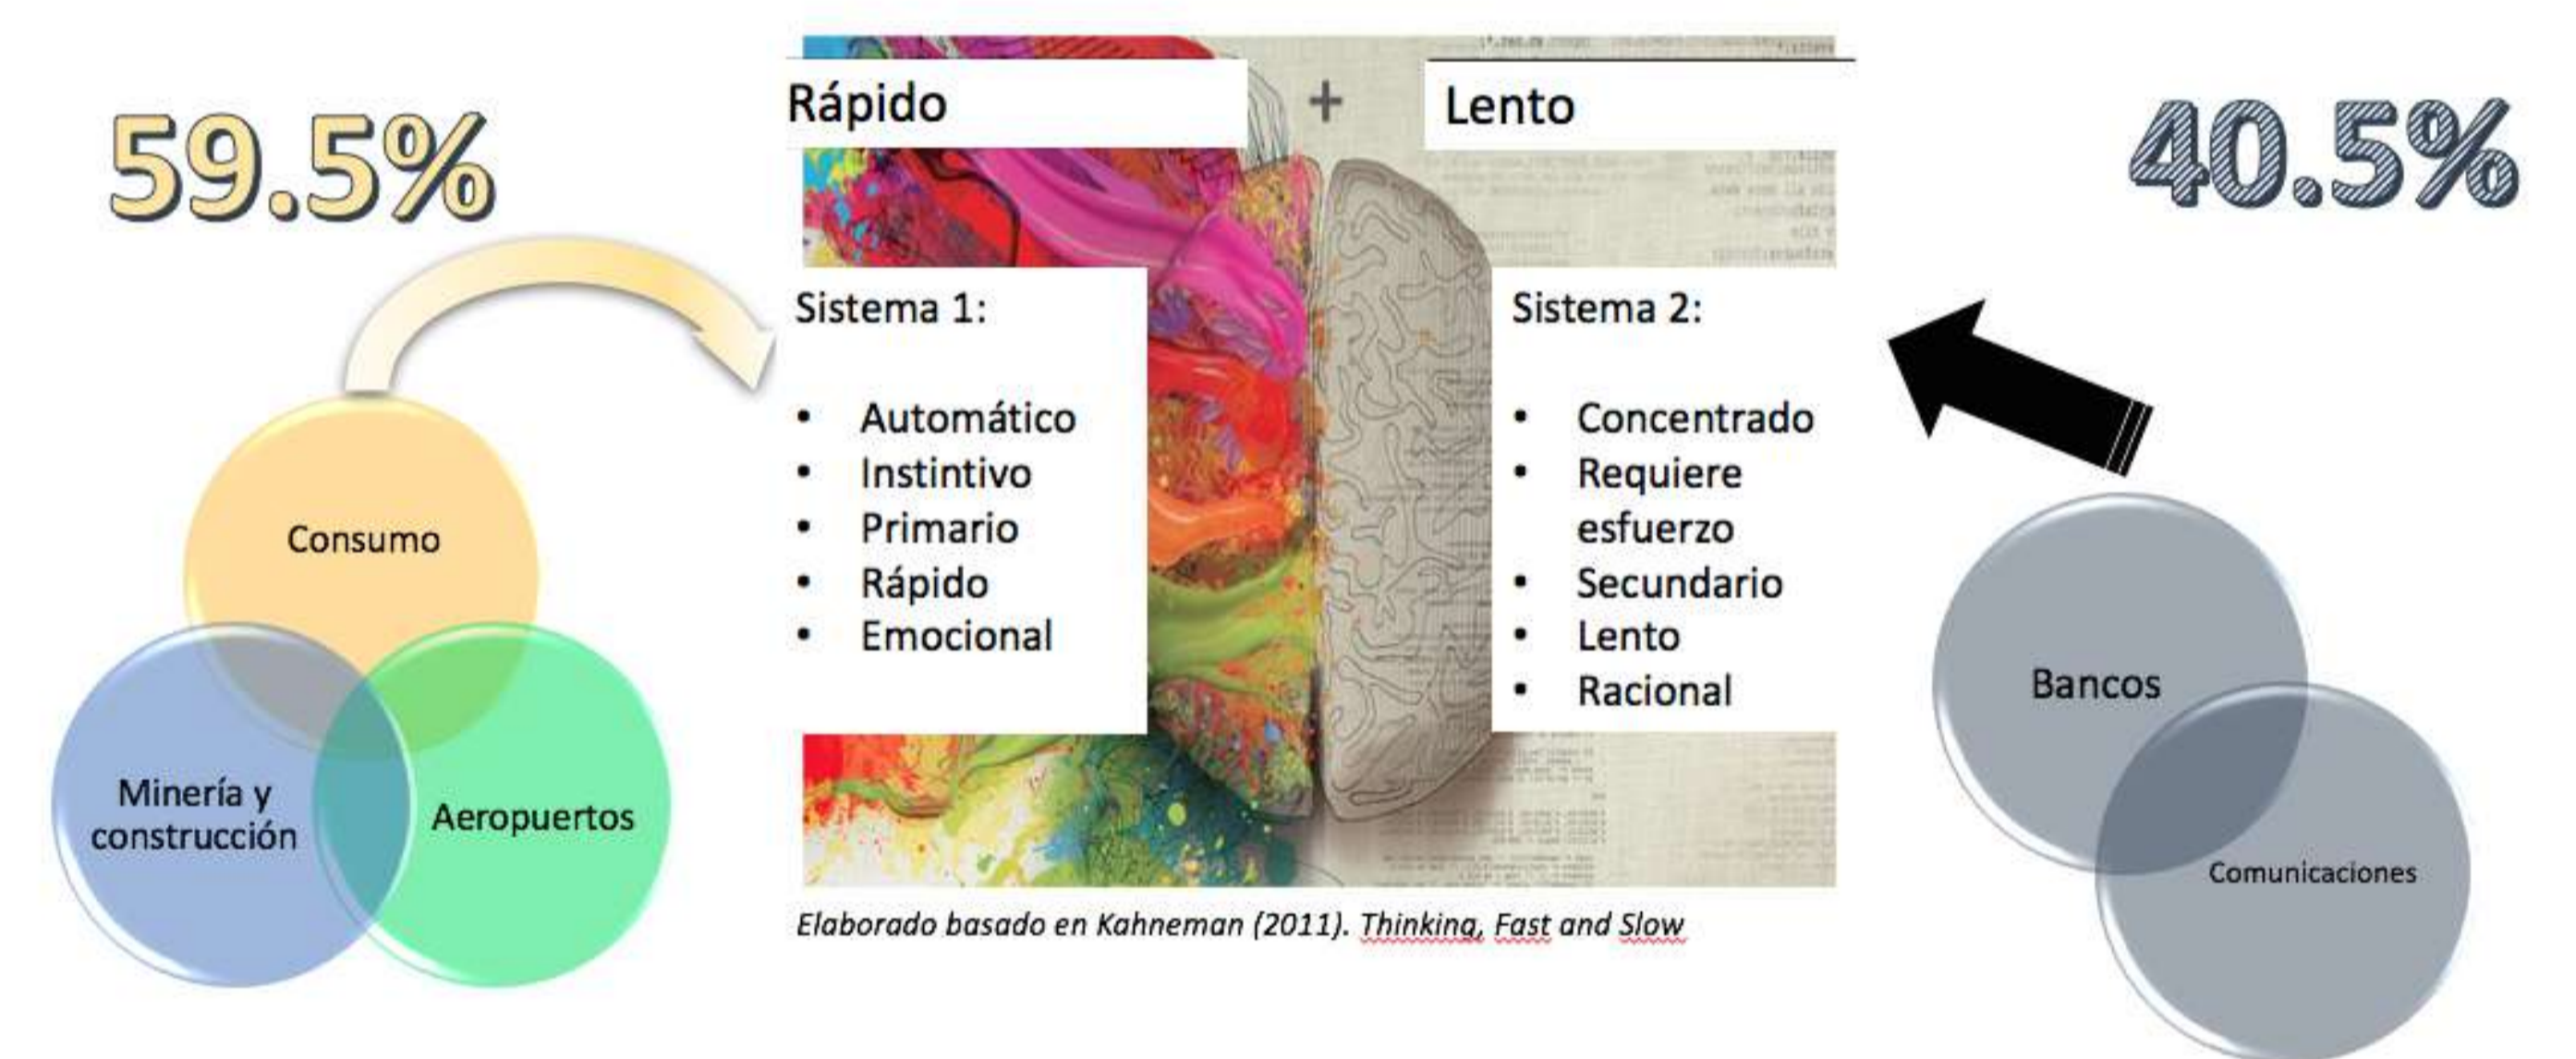 59.5%
Consumo
Minería y
construcción
Aeropuertos
Rápido
+
Lento
Sistema 1:
• Automático
• Instintivo
• Primario
• Rápido
• Emocional
Sistema 2:
• Concentrado
• Requiere
esfuerzo
• Secundario
• Lento
• Racional
Elaborado basado en Kahneman (2011). Thinking, Fast and Slow
40.5%
Bancos
Comunicaciones